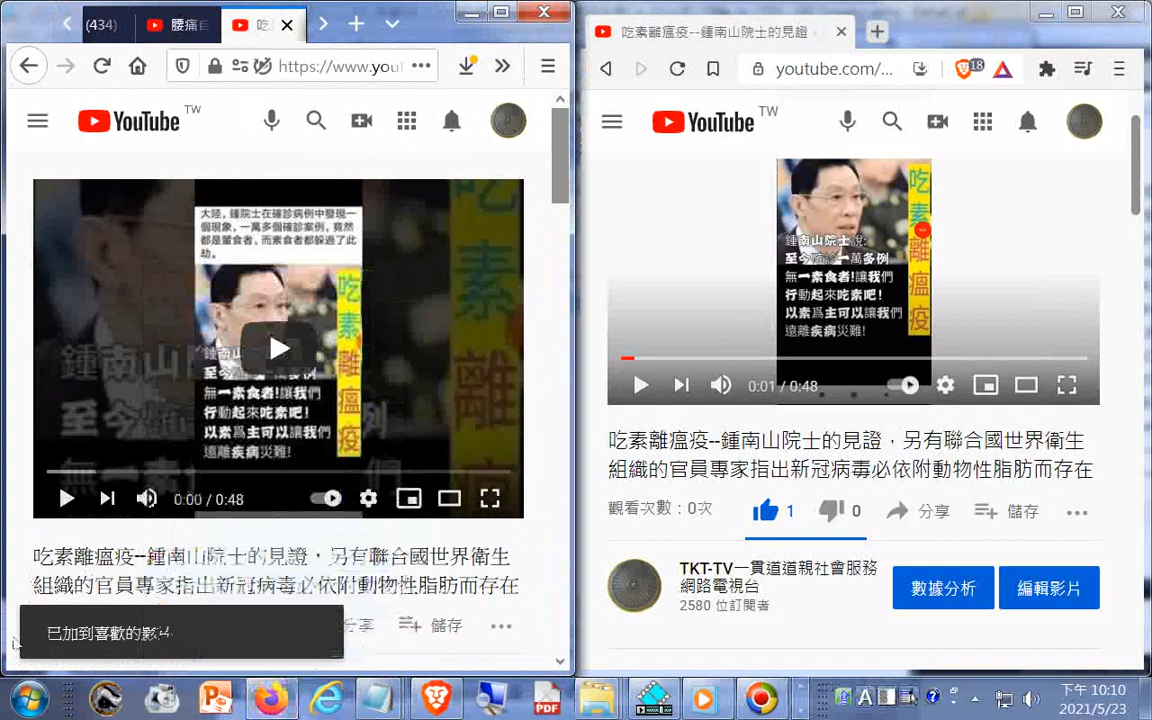 (434)
腰痛自
吃
https://www.you
YouTube TW
大陸，鍾院士在確診病例中發現一
個現象，一萬多個確診案例，竟然
都是葷食者，而素食者都躲過了此
劫。
吃素離瘟疫
無一素食者!讓我們
行動起來吃素吧!
以素爲主可以讓我們
遠離疾病災難!
0:00 / 0:48
吃素離瘟疫--鍾南山院士的見證，另有聯合國世界衛生
組織的官員專家指出新冠病毒必依附動物性脂肪而存在
分享
儲存
已加到喜歡的影片
吃素離瘟疫--鍾南山院士的見證
youtube.com/...
18
YouTube TW
吃素離瘟疫
鍾南山院士說:
至今確診一萬多例
無一素食者!讓我們
行動起來吃素吧!
以素爲主可以讓我們
遠離疾病災難!
0:01 / 0:48
吃素離瘟疫--鍾南山院士的見證，另有聯合國世界衛生
組織的官員專家指出新冠病毒必依附動物性脂肪而存在
觀看次數：0次
1
0
分享
儲存
TKT-TV一貫道道親社會服務
網路電視台
2580 位訂閱者
數據分析
編輯影片
PDF
A
下午 10:10
2021/5/23